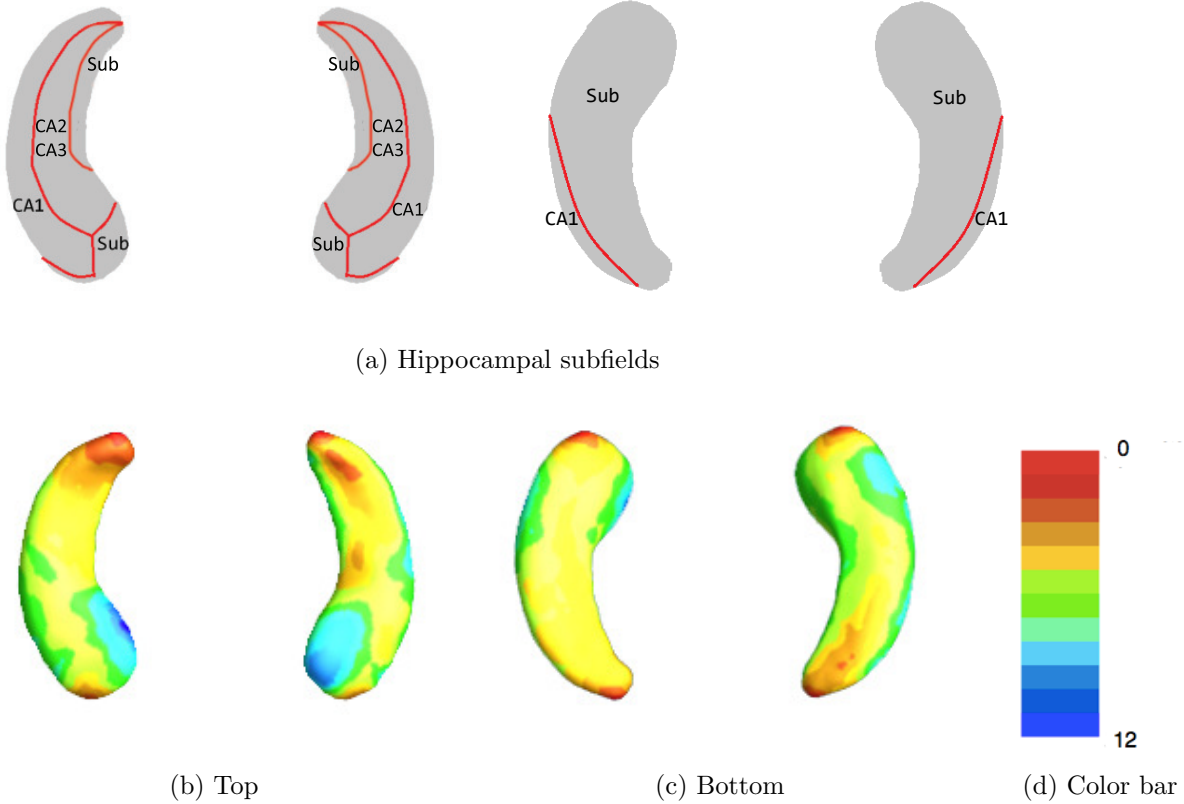 Sub Sub
CA2 CA2 Sub Sub
CA3 CA3
CA1 CA1 CA1 CA1
Sub Sub
(a) Hippocampal subfields
0
12
(b) Top (c) Bottom (d) Color bar